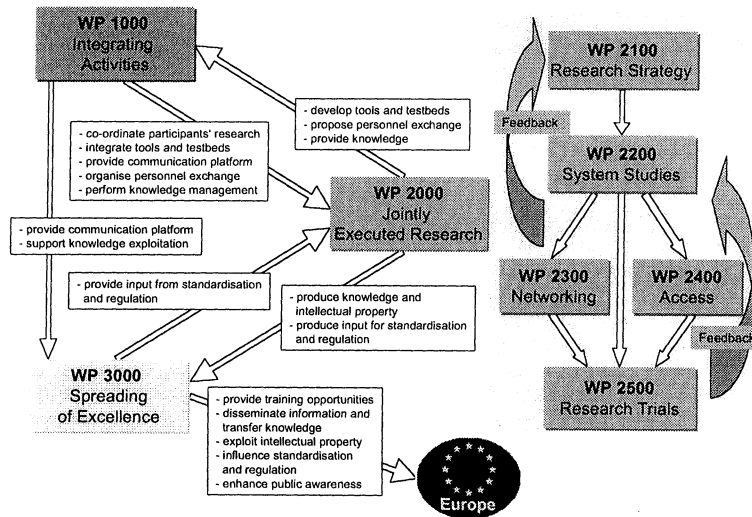 WP 1000
Integrating
Activities
- develop tools and testbeds
- propose personnel exchange
- provide knowledge
- co-ordinate participants' research
- integrate tools and testbeds
- provide communication platform
- organise personnel exchange
- perform knowledge management
WP 2000
Jointly
Executed Research
- provide communication platform
- support knowledge exploitation
- provide input from standardisation
and regulation
- produce knowledge and
intellectual property
- produce input for standardisation
and regulation
WP 3000
Spreading
of Excellence
- provide training opportunities
- disseminate information and
transfer knowledge
- exploit intellectual property
- influence standardisation
and regulation
- enhance public awareness
Europe
WP 2100
Research Strategy
Feedback
WP 2200
System Studies
WP 2300
Networking
WP 2400
Access
Feedback
WP 2500
Research Trials